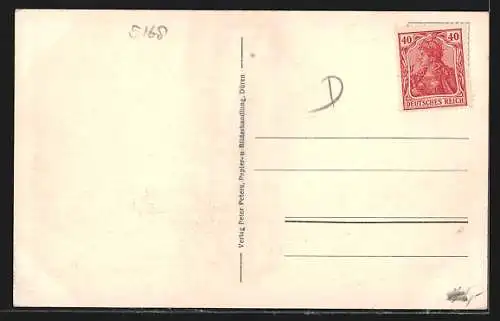 5168
40 40
DEUTSCHES REICH
D
Verlag Peter Peters, Papier- u. Bilderhandlung, Düren